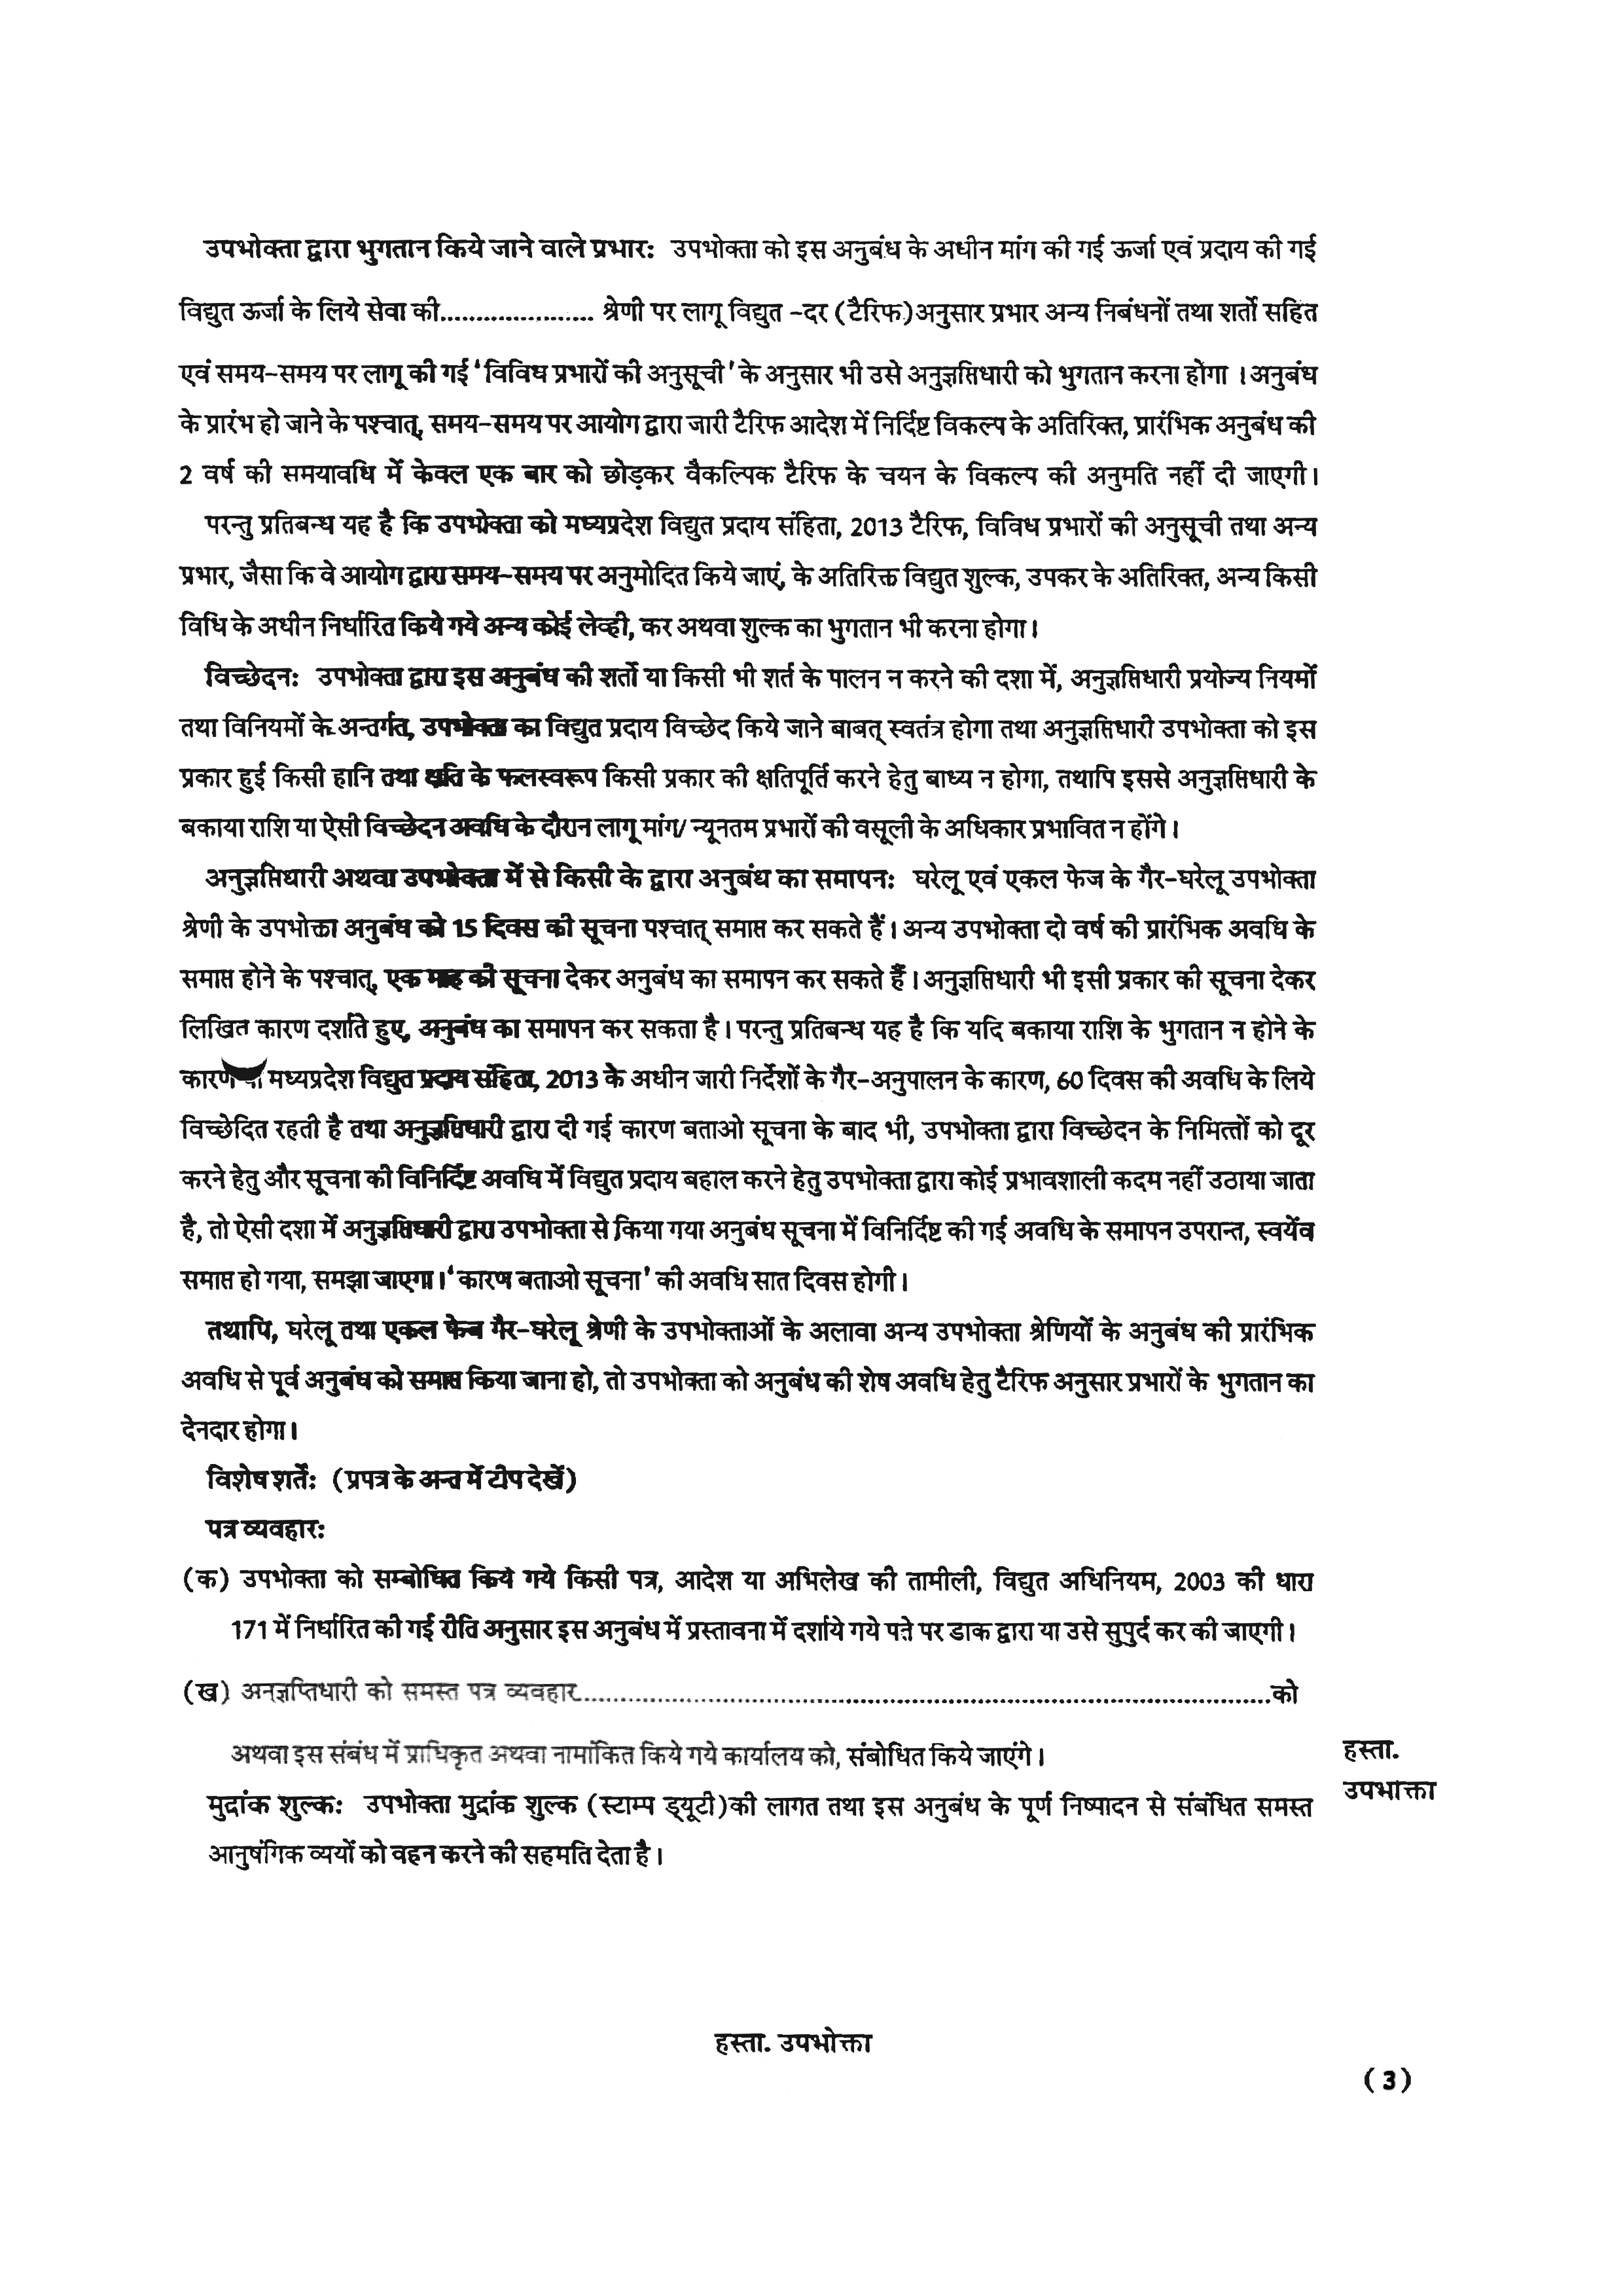 उपभोक्ता द्वारा भुगतान किये जाने वाले प्रभार: उपभोक्ता को इस अनुबंध के अधीन मांग की गई ऊर्जा एवं प्रदाय की गई
विद्युत ऊर्जा के लिये सेवा की..................... श्रेणी पर लागू विद्युत -दर (टैरिफ)अनुसार प्रभार अन्य निबंधनों तथा शर्तो सहित
एवं समय-समय पर लागू की गई 'विविध प्रभारों की अनुसूची' के अनुसार भी उसे अनुज्ञप्तिधारी को भुगतान करना होगा । अनुबंध
के प्रारंभ हो जाने के पश्चात्, समय-समय पर आयोग द्वारा जारी टैरिफ आदेश में निर्दिष्ट विकल्प के अतिरिक्त, प्रारंभिक अनुबंध की
2 वर्ष की समयावधि में केवल एक बार को छोड़कर वैकल्पिक टैरिफ के चयन के विकल्प की अनुमति नहीं दी जाएगी।
परन्तु प्रतिबन्ध यह है कि उपभोक्ता को मध्यप्रदेश विद्युत प्रदाय संहिता, 2013 टैरिफ, विविध प्रभारों की अनुसूची तथा अन्य
प्रभार, जैसा कि वे आयोग द्वारा समय-समय पर अनुमोदित किये जाएं, के अतिरिक्त विद्युत शुल्क, उपकर के अतिरिक्त, अन्य किसी
विधि के अधीन निर्धारित किये गये अन्य कोई लेव्ही, कर अथवा शुल्क का भुगतान भी करना होगा।
विच्छेदन: उपभोक्ता द्वारा इस अनुबंध की शर्तो या किसी भी शर्त के पालन न करने की दशा में, अनुज्ञप्तिधारी प्रयोज्य नियमों
तथा विनियमों के अन्तर्गत, उपभोक्ता का विद्युत प्रदाय विच्छेद किये जाने बाबत् स्वतंत्र होगा तथा अनुज्ञप्तिधारी उपभोक्ता को इस
प्रकार हुई किसी हानि तथा क्षति के फलस्वरूप किसी प्रकार की क्षतिपूर्ति करने हेतु बाध्य न होगा, तथापि इससे अनुज्ञप्तिधारी के
बकाया राशि या ऐसी विच्छेदन अवधि के दौरान लागू मांग/ न्यूनतम प्रभारों की वसूली के अधिकार प्रभावित न होंगे।
अनुज्ञप्तिधारी अथवा उपभोक्ता में से किसी के द्वारा अनुबंध का समापन: घरेलू एवं एकल फेज के गैर-घरेलू उपभोक्ता
श्रेणी के उपभोक्ता अनुबंध को 15 दिवस की सूचना पश्चात् समाप्त कर सकते हैं। अन्य उपभोक्ता दो वर्ष की प्रारंभिक अवधि के
समाप्त होने के पश्चात्, एक माह की सूचना देकर अनुबंध का समापन कर सकते हैं। अनुज्ञप्तिधारी भी इसी प्रकार की सूचना देकर
लिखित कारण दर्शाते हुए, अनुबंध का समापन कर सकता है। परन्तु प्रतिबन्ध यह है कि यदि बकाया राशि के भुगतान न होने के
कारण मध्यप्रदेश विद्युत प्रदाय संहिता, 2013 के अधीन जारी निर्देशों के गैर-अनुपालन के कारण, 60 दिवस की अवधि के लिये
विच्छेदित रहती है तथा अनुज्ञप्तिधारी द्वारा दी गई कारण बताओ सूचना के बाद भी, उपभोक्ता द्वारा विच्छेदन के निमित्तों को दूर
करने हेतु और सूचना की विनिर्दिष्ट अवधि में विद्युत प्रदाय बहाल करने हेतु उपभोक्ता द्वारा कोई प्रभावशाली कदम नहीं उठाया जाता
है, तो ऐसी दशा में अनुज्ञप्तिधारी द्वारा उपभोक्ता से किया गया अनुबंध सूचना में विनिर्दिष्ट की गई अवधि के समापन उपरान्त, स्वयेंव
समाप्त हो गया, समझा जाएगा। 'कारण बताओ सूचना' की अवधि सात दिवस होगी।
तथापि, घरेलू तथा एकल फेज गैर-घरेलू श्रेणी के उपभोक्ताओं के अलावा अन्य उपभोक्ता श्रेणियों के अनुबंध की प्रारंभिक
अवधि से पूर्व अनुबंध को समाप्त किया जाना हो, तो उपभोक्ता को अनुबंध की शेष अवधि हेतु टैरिफ अनुसार प्रभारों के भुगतान का
देनदार होगा।
विशेष शर्तें: (प्रपत्र के अन्त में टीप देखें)
पत्र व्यवहार:
(क) उपभोक्ता को सम्बोधित किये गये किसी पत्र, आदेश या अभिलेख की तामीली, विद्युत अधिनियम, 2003 की धारा
171 में निर्धारित की गई रीति अनुसार इस अनुबंध में प्रस्तावना में दर्शाये गये पते पर डाक द्वारा या उसे सुपुर्द कर की जाएगी।
(ख) अनुज्ञप्तिधारी को समस्त पत्र व्यवहार...............................................................................................को
अथवा इस संबंध में प्राधिकृत अथवा नामांकित किये गये कार्यालय को, संबोधित किये जाएंगे।
हस्ता.
उपभोक्ता
मुद्रांक शुल्क: उपभोक्ता मुद्रांक शुल्क (स्टाम्प ड्यूटी)की लागत तथा इस अनुबंध के पूर्ण निष्पादन से संबंधित समस्त
आनुषंगिक व्ययों को वहन करने की सहमति देता है।
हस्ता. उपभोक्ता
(3)